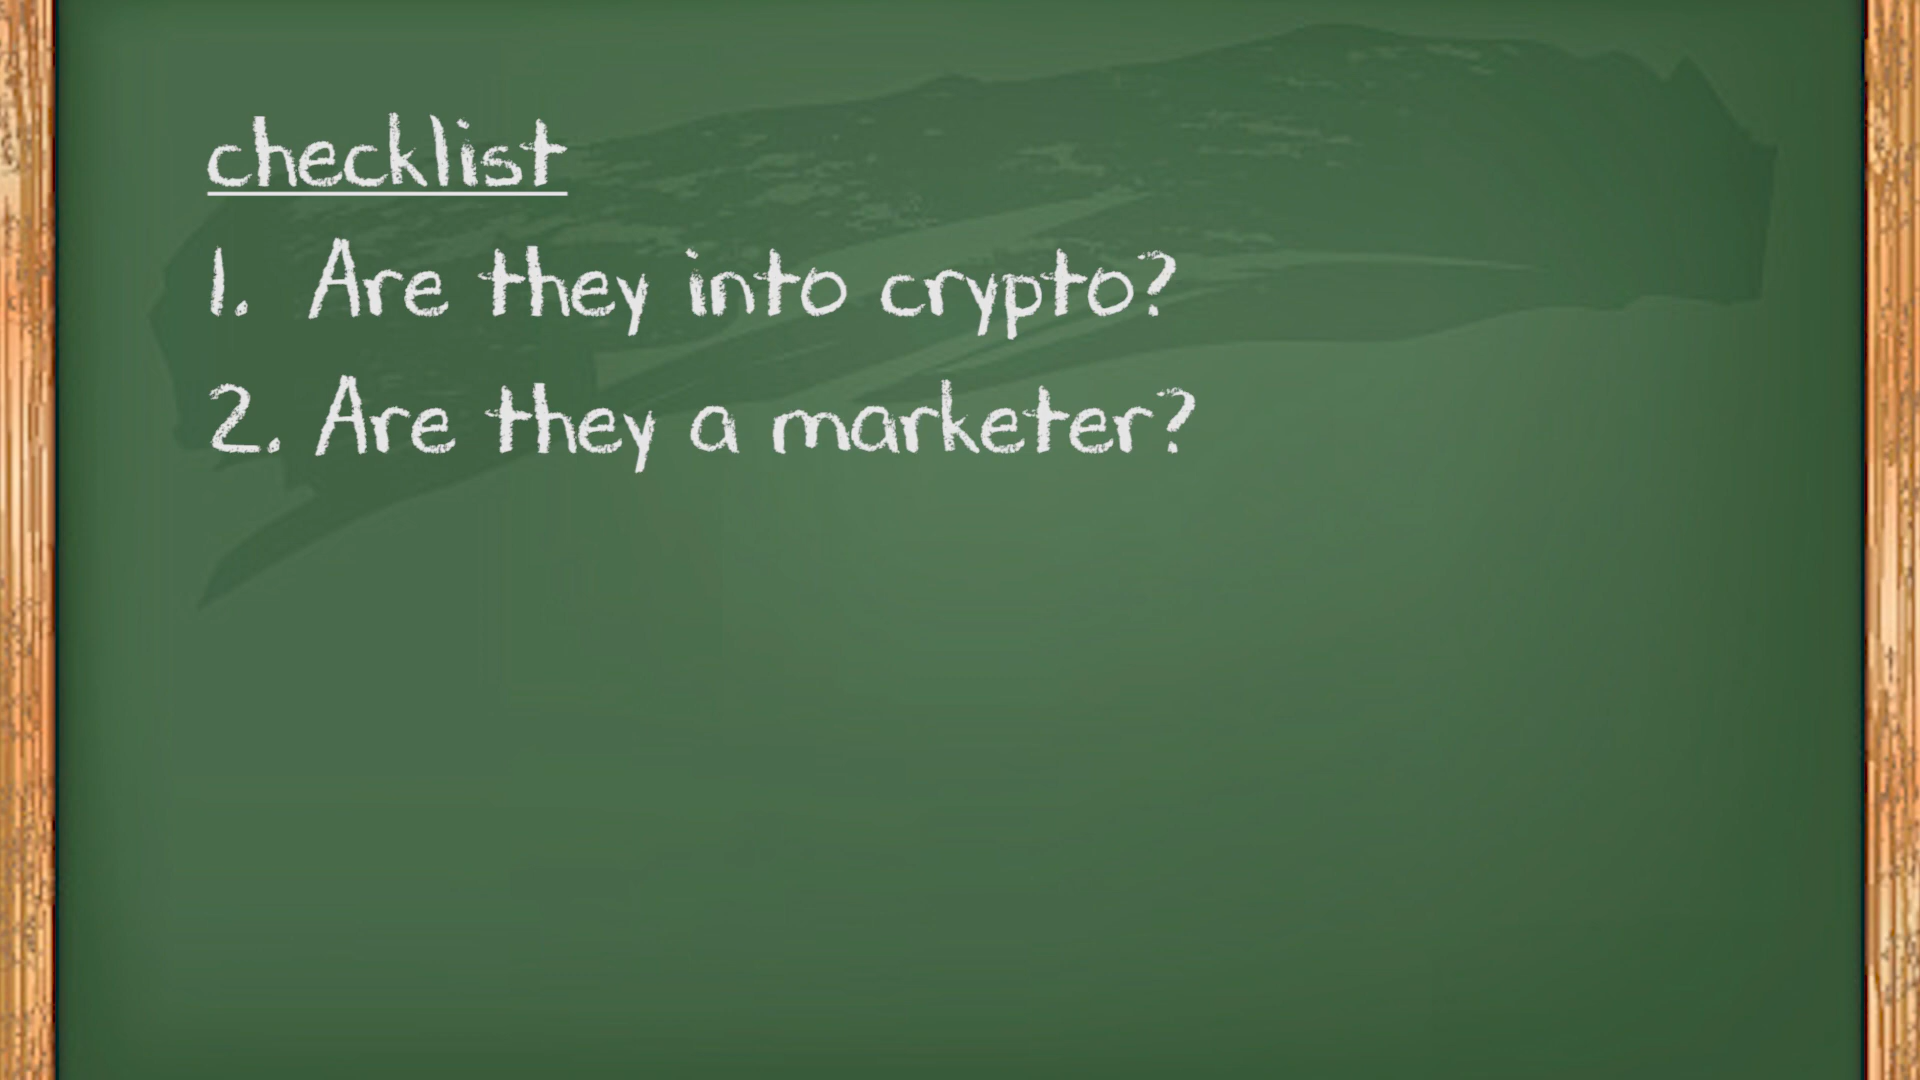 checklist
1. Are they into crypto?
2. Are they a marketer?